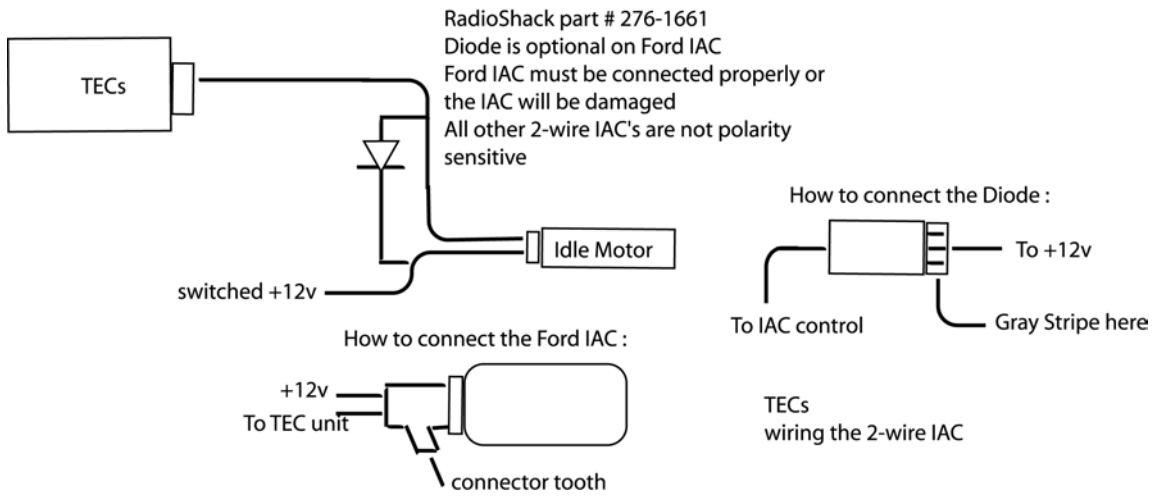 RadioShack part # 276-1661
Diode is optional on Ford IAC
Ford IAC must be connected properly or
the IAC will be damaged
All other 2-wire IAC's are not polarity
sensitive
TECs
How to connect the Diode :
Idle Motor
To +12v
switched +12v
To IAC control
Gray Stripe here
How to connect the Ford IAC :
+12v
To TEC unit
connector tooth
TECs
wiring the 2-wire IAC